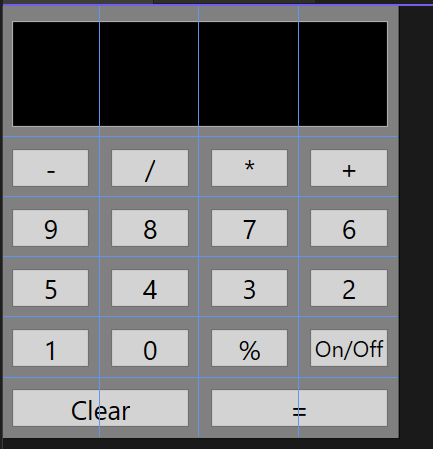 - / * +
9 8 7 6
5 4 3 2
1 0 % On/Off
Clear =